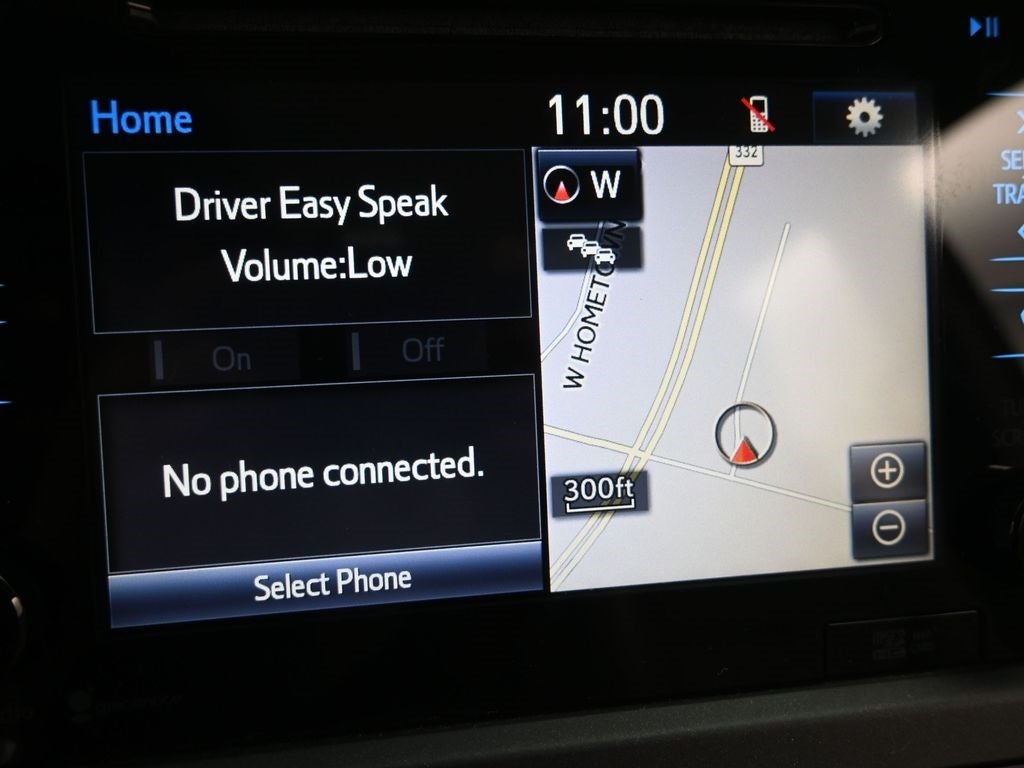 Home
11:00
Driver Easy Speak
Volume:Low
On
Off
No phone connected.
Select Phone
W
332
W HOMETOWN
300ft